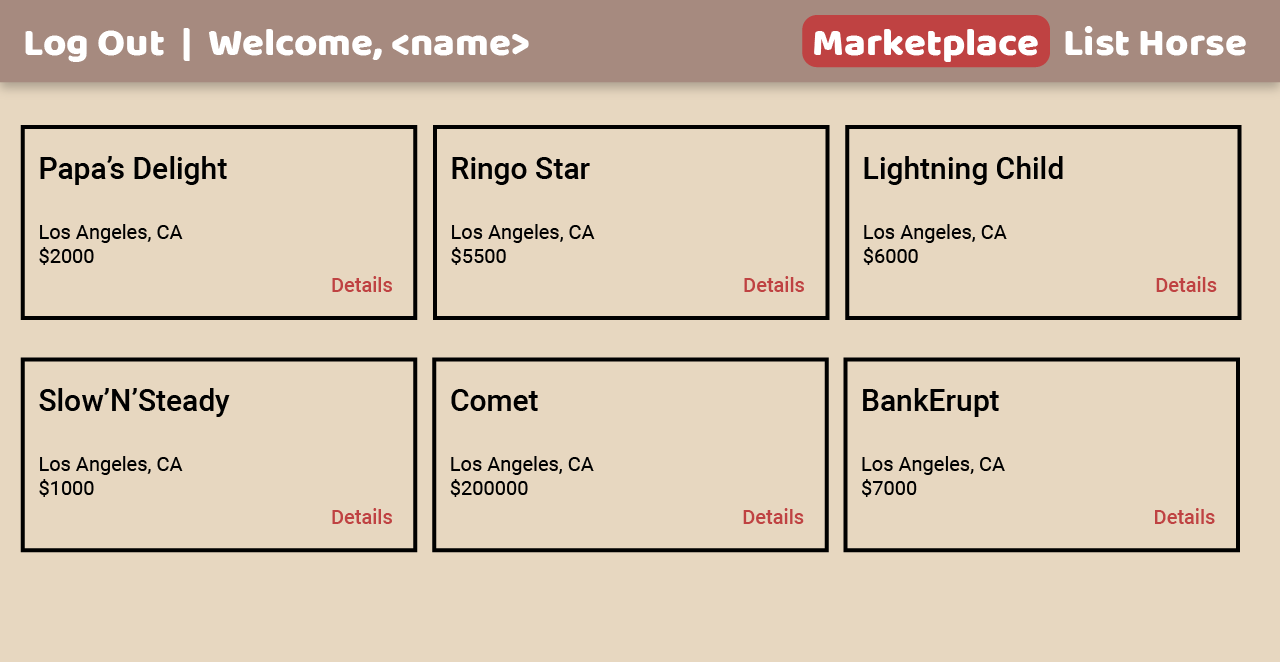 Log Out | Welcome, <name> Marketplace List Horse
Papa’s Delight
Los Angeles, CA
$2000
Details
Ringo Star
Los Angeles, CA
$5500
Details
Lightning Child
Los Angeles, CA
$6000
Details
Slow’N’Steady
Los Angeles, CA
$1000
Details
Comet
Los Angeles, CA
$200000
Details
BankErupt
Los Angeles, CA
$7000
Details